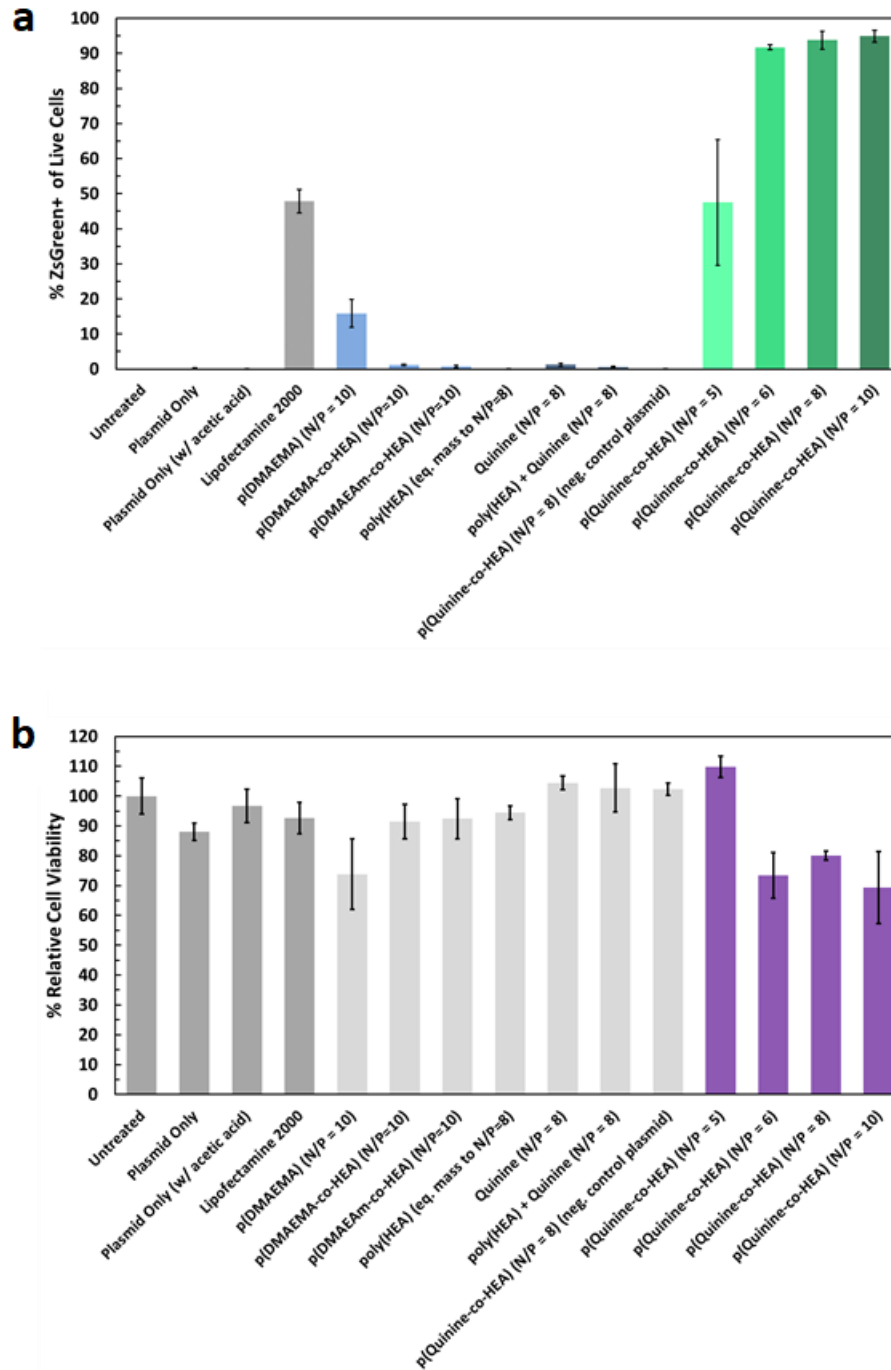 a
% ZsGreen+ of Live Cells
100
90
80
70
60
50
40
30
20
10
0
Untreated
Plasmid Only
Plasmid Only (w/ acetic acid)
Lipofectamine 2000
p(DMAEMA) (N/P = 10)
p(DMAEMA-co-HEA) (N/P=10)
p(DMAEAm-co-HEA) (N/P=10)
poly(HEA) (eq. mass to N/P=8)
Quinine (N/P = 8)
poly(HEA) + Quinine (N/P = 8)
p(Quinine-co-HEA) (N/P = 8) (neg. control plasmid)
p(Quinine-co-HEA) (N/P = 5)
p(Quinine-co-HEA) (N/P = 6)
p(Quinine-co-HEA) (N/P = 8)
p(Quinine-co-HEA) (N/P = 10)
b
% Relative Cell Viability
120
110
100
90
80
70
60
50
40
30
20
10
0
Untreated
Plasmid Only
Plasmid Only (w/ acetic acid)
Lipofectamine 2000
p(DMAEMA) (N/P = 10)
p(DMAEMA-co-HEA) (N/P=10)
p(DMAEAm-co-HEA) (N/P=10)
poly(HEA) (eq. mass to N/P=8)
Quinine (N/P = 8)
poly(HEA) + Quinine (N/P = 8)
p(Quinine-co-HEA) (N/P = 8) (neg. control plasmid)
p(Quinine-co-HEA) (N/P = 5)
p(Quinine-co-HEA) (N/P = 6)
p(Quinine-co-HEA) (N/P = 8)
p(Quinine-co-HEA) (N/P = 10)